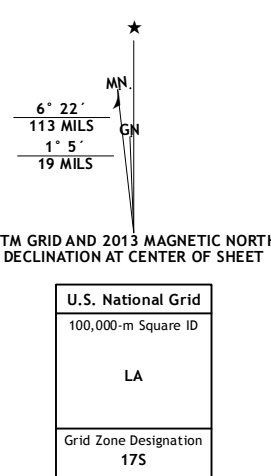 ★
MN.
6° 22´
113 MILS
GN
1° 5´
19 MILS
TM GRID AND 2013 MAGNETIC NORTH
DECLINATION AT CENTER OF SHEET
U.S. National Grid
100,000-m Square ID
LA
Grid Zone Designation
17S